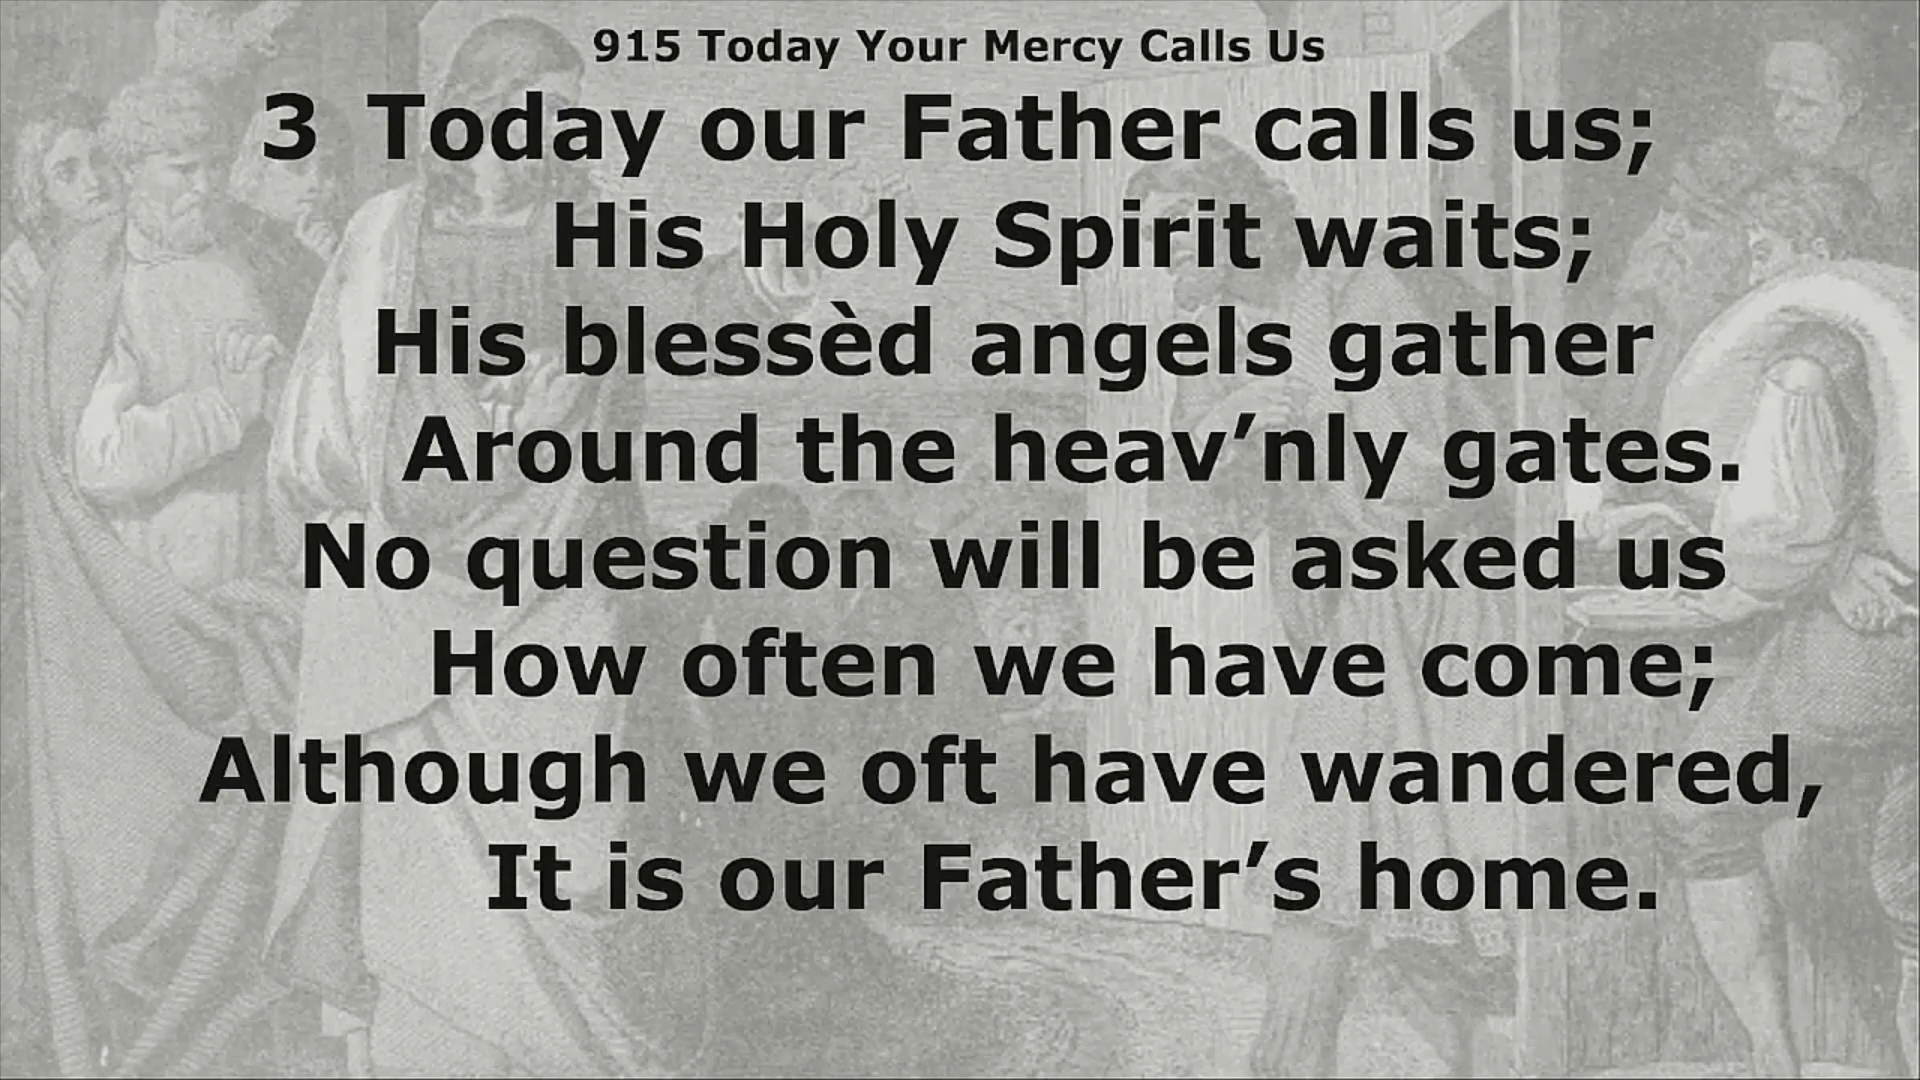 915 Today Your Mercy Calls Us
3 Today our Father calls us;
His Holy Spirit waits;
His blessèd angels gather
Around the heav’nly gates.
No question will be asked us
How often we have come;
Although we oft have wandered,
It is our Father’s home.